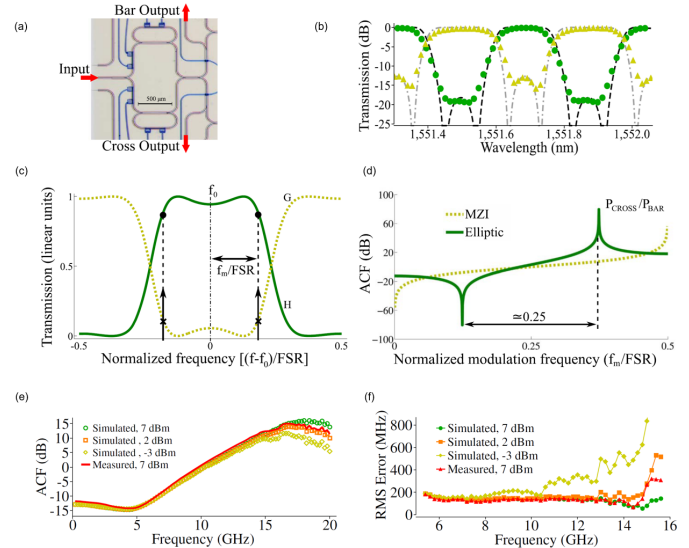 (a)
Bar Output
Input
500 μm
Cross Output
(b)
Transmission (dB)
0
-5
-10
-15
-20
-25
1,551.4
1,551.6
1,551.8
1,552.0
Wavelength (nm)
(c)
Transmission (linear units)
1
0.5
0
f0
G
fm/FSR
H
-0.5
0
0.5
Normalized frequency [(f-f0)/FSR]
(d)
ACF (dB)
100
60
20
-20
-60
-100
MZI
Elliptic
PCROSS/PBAR
≃0.25
0
0.25
0.5
Normalized modulation frequency (fm/FSR)
(e)
ACF (dB)
15
10
5
0
-5
-10
-15
Simulated, 7 dBm
Simulated, 2 dBm
Simulated, -3 dBm
Measured, 7 dBm
0
5
10
15
20
Frequency (GHz)
(f)
RMS Error (MHz)
800
600
400
200
0
Simulated, 7 dBm
Simulated, 2 dBm
Simulated, -3 dBm
Measured, 7 dBm
6
8
10
12
14
16
Frequency (GHz)